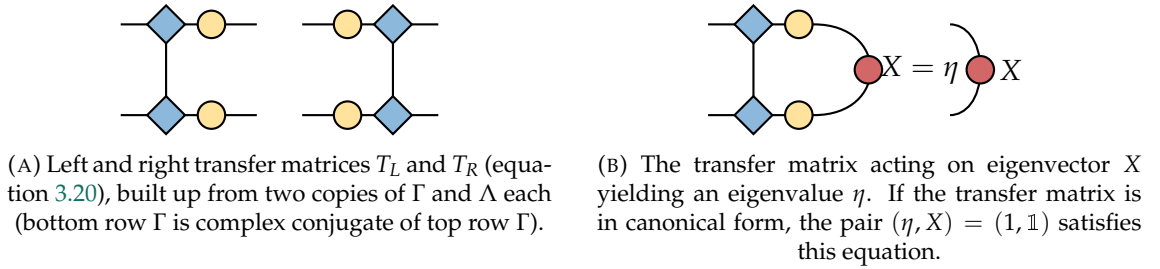 X = η X
(A) Left and right transfer matrices T_L and T_R (equa-
tion 3.20), built up from two copies of Γ and Λ each
(bottom row Γ is complex conjugate of top row Γ).
(B) The transfer matrix acting on eigenvector X
yielding an eigenvalue η. If the transfer matrix is
in canonical form, the pair (η, X) = (1, 𝟙) satisfies
this equation.